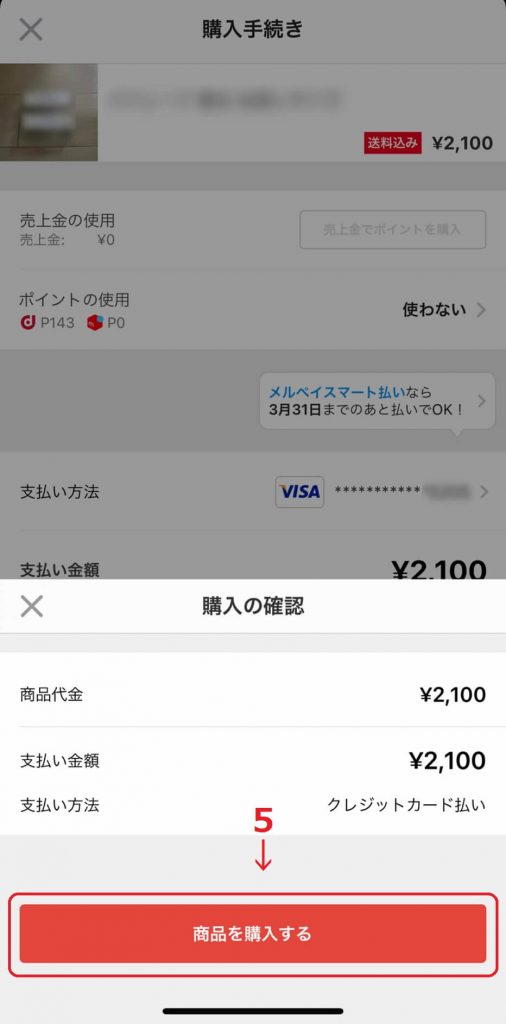 購入手続き
送料込み ¥2,100
売上金の使用
売上金: ¥0
売上金でポイントを購入
ポイントの使用
P143 P0
使わない
メルペイスマート払いなら
3月31日までのあと払いでOK！
支払い方法
VISA ***********
支払い金額 ¥2,100
購入の確認
商品代金 ¥2,100
支払い金額 ¥2,100
支払い方法 クレジットカード払い
5
商品を購入する